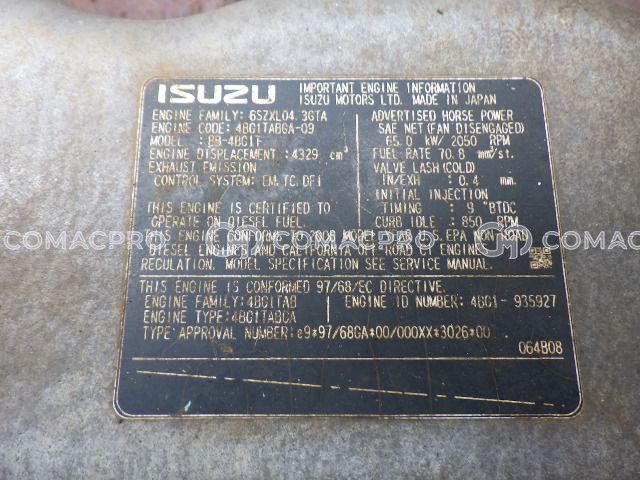 ISUZU
IMPORTANT ENGINE INFORMATION
ISUZU MOTORS LTD. MADE IN JAPAN
ENGINE FAMILY: 6SZXL04.3GTA
ENGINE CODE: 4BG1TABGA-09
MODEL : BB-4BG1T
ENGINE DISPLACEMENT: 4329 cm³
EXHAUST EMISSION
CONTROL SYSTEM: EM,TC,DFI
ADVERTISED HORSE POWER
SAE NET (FAN DISENGAGED)
65.0 kW/ 2050 RPM
FUEL RATE 70.8 mm³/st.
VALVE LASH (COLD)
IN/EXH : 0.4 mm.
INITIAL INJECTION
TIMING : 9 °BTDC
CURB IDLE : 850 RPM
THIS ENGINE IS CERTIFIED TO
OPERATE ON DIESEL FUEL.
THIS ENGINE CONFORMS TO 2006 MODEL YEAR U.S.EPA NON ROAD
DIESEL ENGINE AND CALIFORNIA OFF ROAD CI ENGINE
REGULATION. MODEL SPECIFICATION SEE SERVICE MANUAL.
THIS ENGINE IS CONFORMED 97/68/EC DIRECTIVE.
ENGINE FAMILY: 4BG1TAB
ENGINE ID NUMBER: 4BG1- 935927
ENGINE TYPE: 4BG1TABGA
TYPE APPROVAL NUMBER: e9*97/68GA*00/000XX*3026*00
064B08
COMACPRO COMACPRO COMACPRO